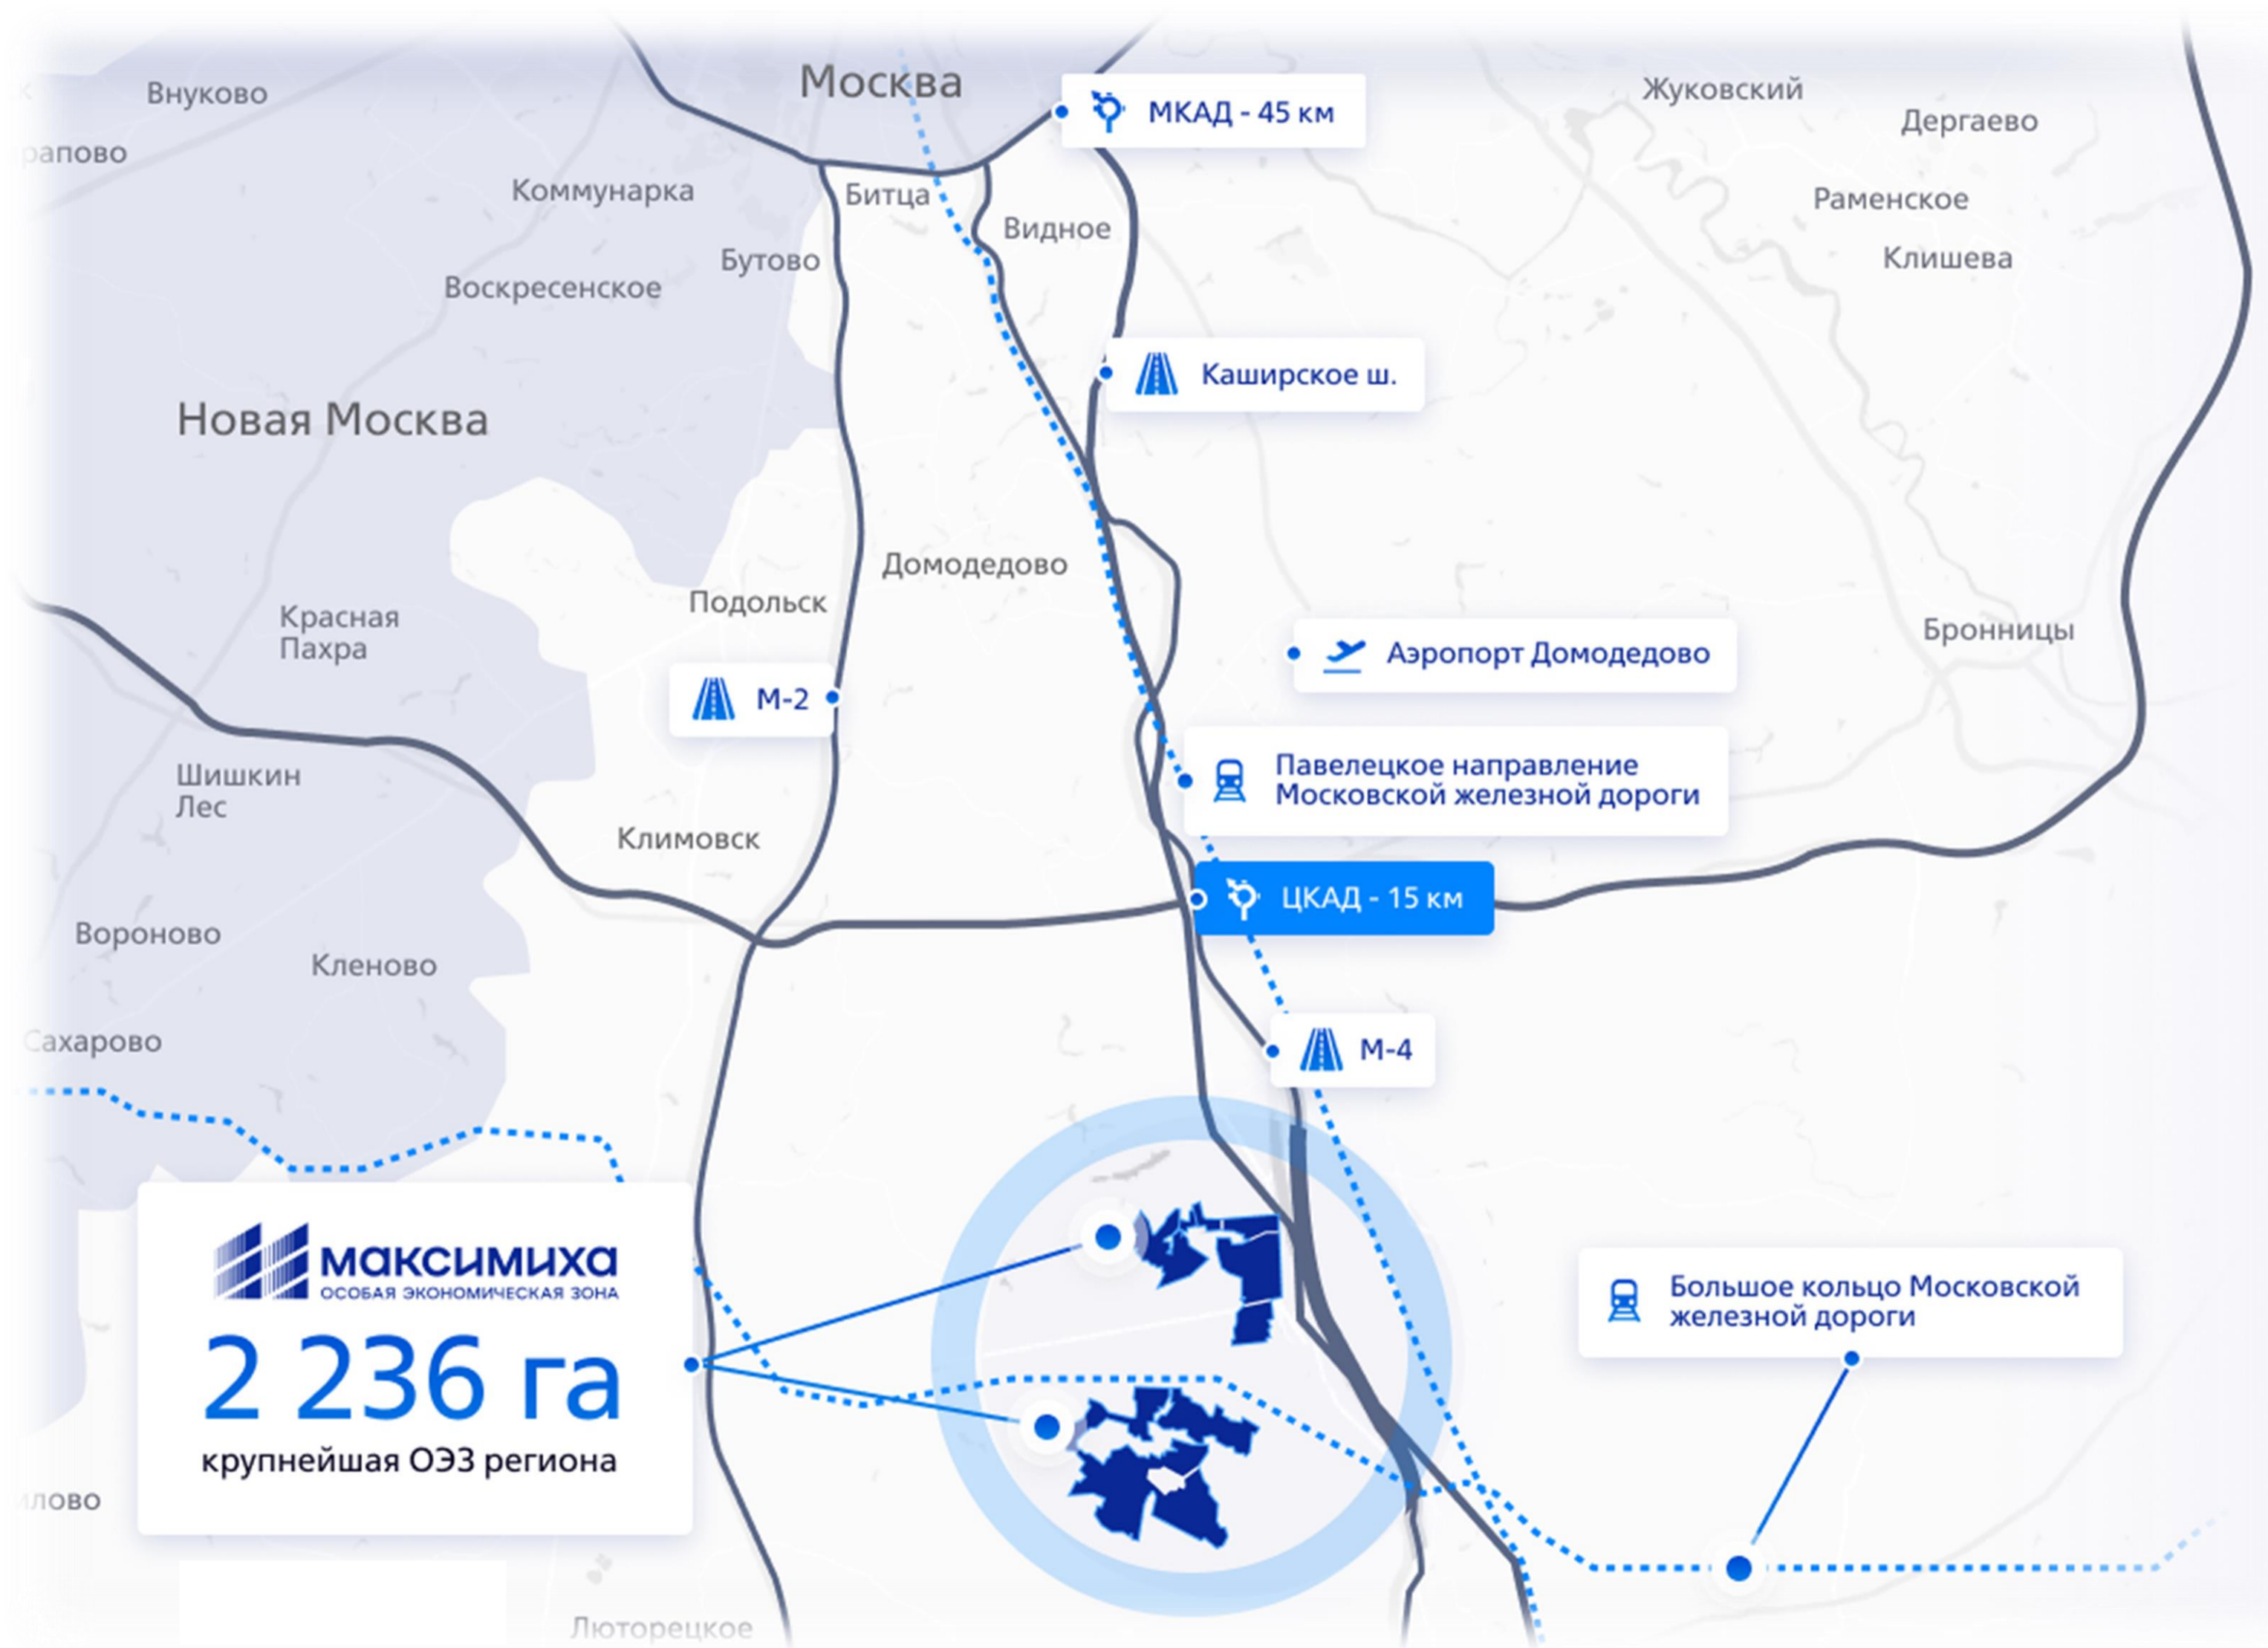 Москва
МКАД - 45 км
Внуково
Жуковский
Дергаево
рапово
Коммунарка
Битца
Раменское
Видное
Бутово
Клишева
Воскресенское
Каширское ш.
Новая Москва
Домодедово
Подольск
Красная
Пахра
Бронницы
Аэропорт Домодедово
М-2
Павелецкое направление
Московской железной дороги
Шишкин
Лес
Климовск
ЦКАД - 15 км
Вороново
Кленово
Сахарово
М-4
максимиха
ОСОБАЯ ЭКОНОМИЧЕСКАЯ ЗОНА
2 236 га
крупнейшая ОЭЗ региона
Большое кольцо Московской
железной дороги
илово
Люторецкое